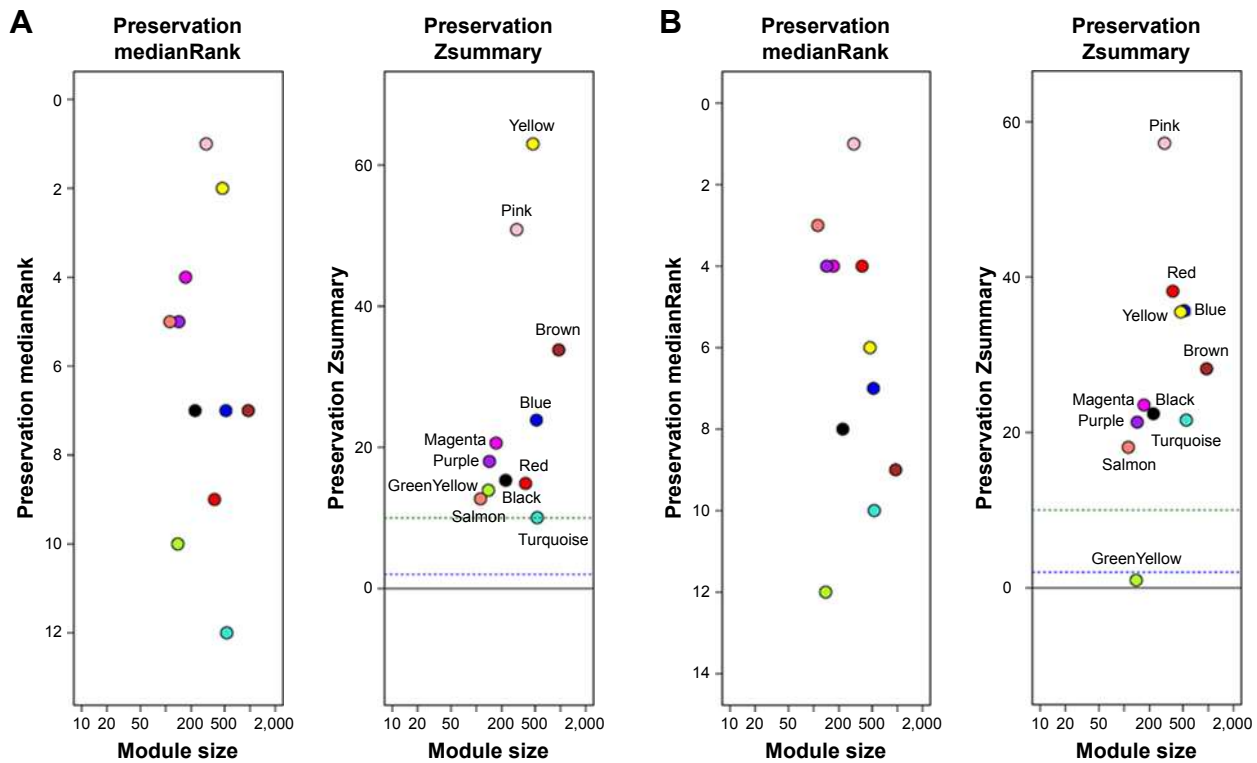 A
Preservation
medianRank
Preservation medianRank
0
2
4
6
8
10
12
10 20 50 200 500 2,000
Module size
Preservation
Zsummary
Preservation Zsummary
60
40
20
0
Yellow
Pink
Brown
Blue
Magenta
Purple
Red
GreenYellow
Black
Salmon
Turquoise
10 20 50 200 500 2,000
Module size
B
Preservation
medianRank
Preservation medianRank
0
2
4
6
8
10
12
14
10 20 50 200 500 2,000
Module size
Preservation
Zsummary
Preservation Zsummary
60
40
20
0
Pink
Red
Yellow
Blue
Brown
Magenta
Black
Purple
Turquoise
Salmon
GreenYellow
10 20 50 200 500 2,000
Module size